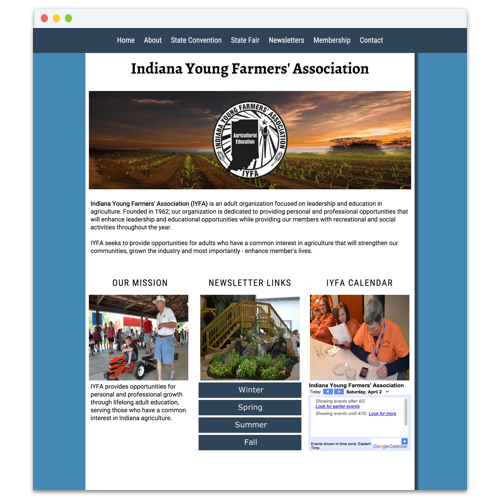 Home About State Convention State Fair Newsletters Membership Contact
Indiana Young Farmers' Association
INDIANA YOUNG FARMERS' ASSOCIATION
Agricultural
Education
IYFA
Indiana Young Farmers' Association (IYFA) is an adult organization focused on leadership and education in
agriculture. Founded in 1962, our organization is dedicated to providing personal and professional opportunities that
will enhance leadership and educational opportunities while providing our members with recreational and social
activities throughout the year.
IYFA seeks to provide opportunities for adults who have a common interest in agriculture that will strengthen our
communities, grown the industry and most importantly - enhance member's lives.
OUR MISSION
IYFA provides opportunities for
personal and professional growth
through lifelong adult education,
serving those who have a common
interest in Indiana agriculture.
NEWSLETTER LINKS
Winter
Spring
Summer
Fall
IYFA CALENDAR
Indiana Young Farmers' Association
Today Saturday, April 2
Showing events after 4/2.
Look for earlier events
Showing events until 4/30. Look for more
Events shown in time zone: Eastern
Time
Google Calendar